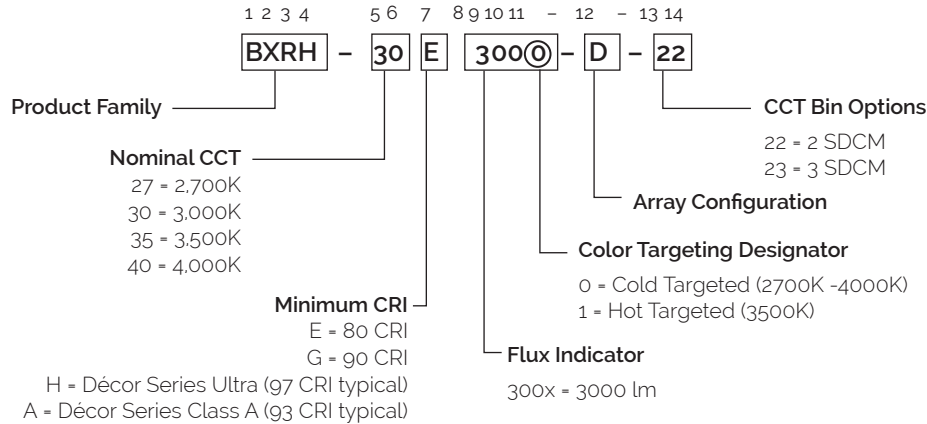 1 2 3 4 5 6 7 8 9 10 11 – 12 – 13 14
BXRH – 30 E 3000 – D – 22
Product Family
CCT Bin Options
22 = 2 SDCM
23 = 3 SDCM
Nominal CCT
27 = 2,700K
30 = 3,000K
35 = 3,500K
40 = 4,000K
Array Configuration
Color Targeting Designator
0 = Cold Targeted (2700K -4000K)
1 = Hot Targeted (3500K)
Minimum CRI
E = 80 CRI
G = 90 CRI
H = Décor Series Ultra (97 CRI typical)
A = Décor Series Class A (93 CRI typical)
Flux Indicator
300x = 3000 lm